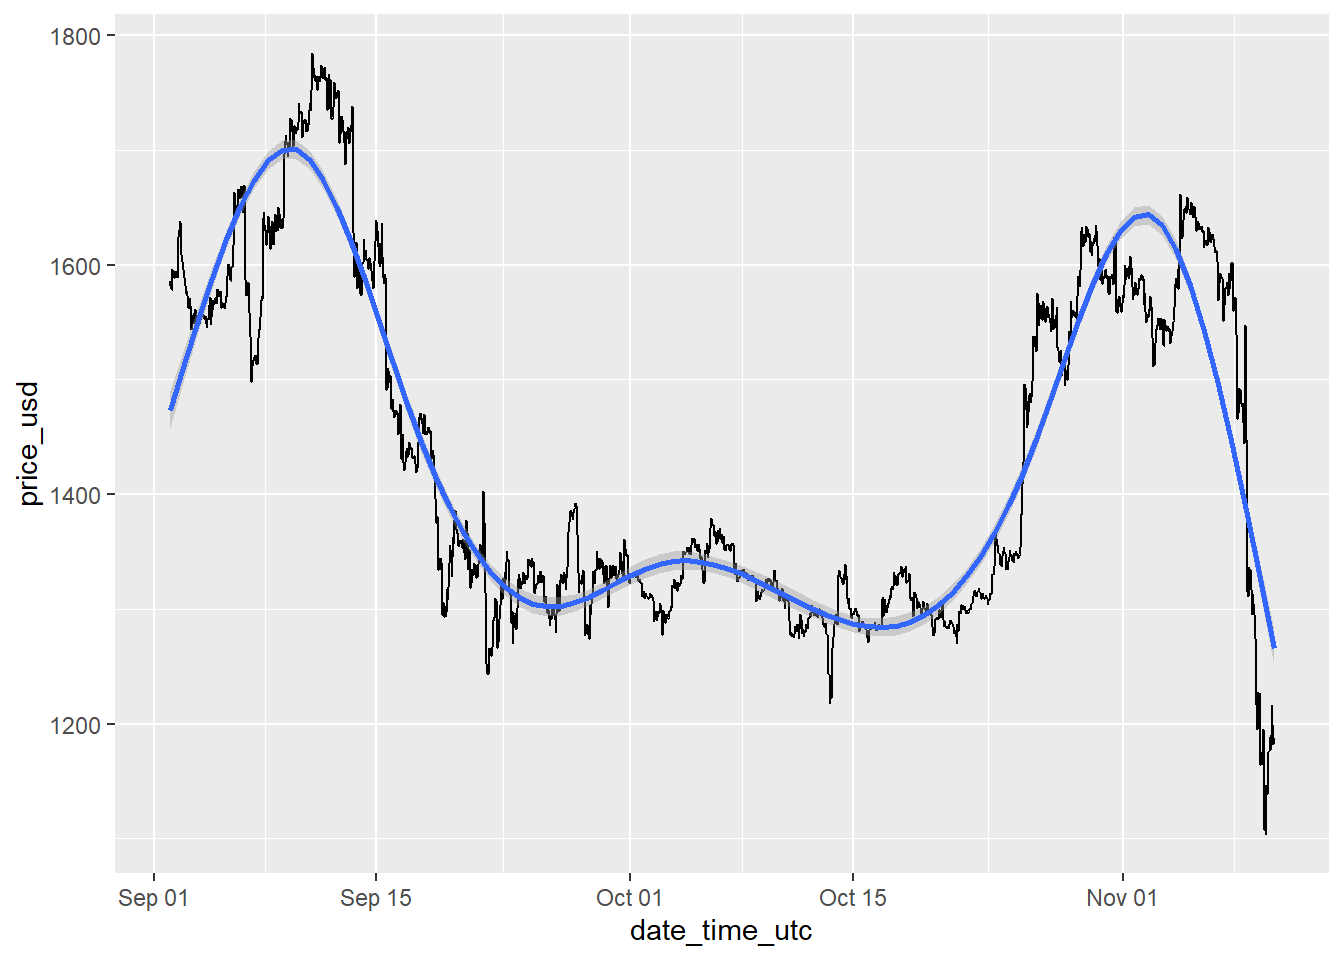 1800
1600
1400
1200
price_usd
Sep 01
Sep 15
Oct 01
Oct 15
Nov 01
date_time_utc